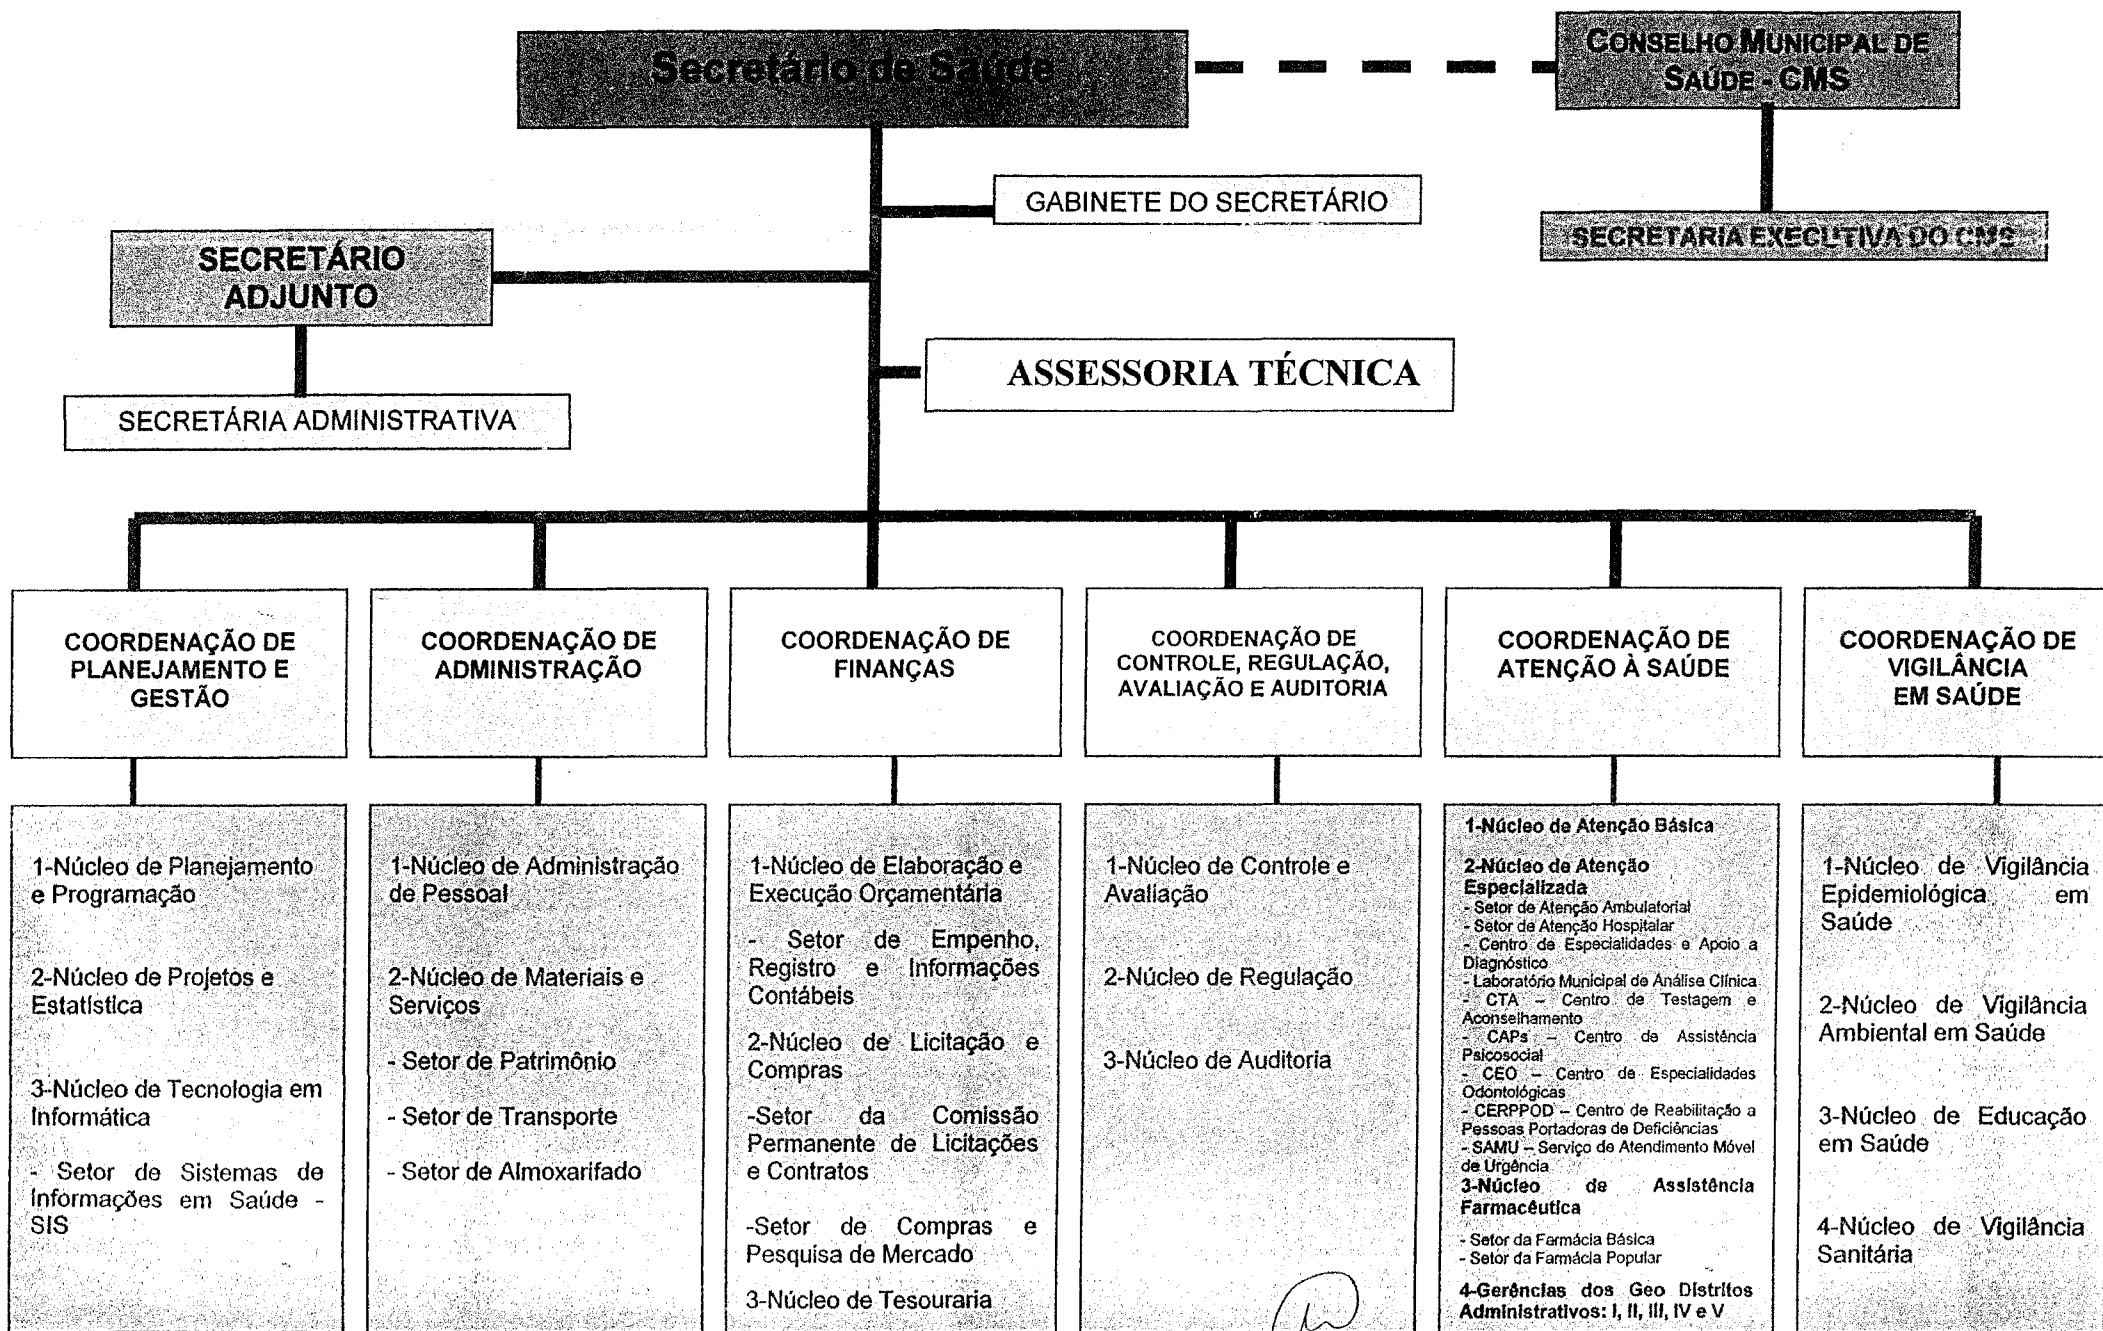 Secretário de Saúde
CONSELHO MUNICIPAL DE
SAÚDE - CMS
GABINETE DO SECRETÁRIO
SECRETARIA EXECUTIVA DO CMS
SECRETÁRIO
ADJUNTO
ASSESSORIA TÉCNICA
SECRETÁRIA ADMINISTRATIVA
COORDENAÇÃO DE
PLANEJAMENTO E
GESTÃO
COORDENAÇÃO DE
ADMINISTRAÇÃO
COORDENAÇÃO DE
FINANÇAS
COORDENAÇÃO DE
CONTROLE, REGULAÇÃO,
AVALIAÇÃO E AUDITORIA
COORDENAÇÃO DE
ATENÇÃO À SAÚDE
COORDENAÇÃO DE
VIGILÂNCIA
EM SAÚDE
1-Núcleo de Planejamento
e Programação
2-Núcleo de Projetos e
Estatística
3-Núcleo de Tecnologia em
Informática
- Setor de Sistemas de
Informações em Saúde -
SIS
1-Núcleo de Administração
de Pessoal
2-Núcleo de Materiais e
Serviços
- Setor de Patrimônio
- Setor de Transporte
- Setor de Almoxarifado
1-Núcleo de Elaboração e
Execução Orçamentária
- Setor de Empenho,
Registro e Informações
Contábeis
2-Núcleo de Licitação e
Compras
-Setor da Comissão
Permanente de Licitações
e Contratos
-Setor de Compras e
Pesquisa de Mercado
3-Núcleo de Tesouraria
1-Núcleo de Controle e
Avaliação
2-Núcleo de Regulação
3-Núcleo de Auditoria
1-Núcleo de Atenção Básica
2-Núcleo de Atenção
Especializada
- Setor de Atenção Ambulatorial
- Setor de Atenção Hospitalar
- Centro de Especialidades e Apoio a
Diagnóstico
- Laboratório Municipal de Análise Clínica
- CTA – Centro de Testagem e
Aconselhamento
- CAPs – Centro de Assistência
Psicosocial
- CEO – Centro de Especialidades
Odontológicas
- CERPPOD – Centro de Reabilitação a
Pessoas Portadoras de Deficiências
- SAMU – Serviço de Atendimento Móvel
de Urgência
3-Núcleo de Assistência
Farmacêutica
- Setor da Farmácia Básica
- Setor da Farmácia Popular
4-Gerências dos Geo Distritos
Administrativos: I, II, III, IV e V
1-Núcleo de Vigilância
Epidemiológica em
Saúde
2-Núcleo de Vigilância
Ambiental em Saúde
3-Núcleo de Educação
em Saúde
4-Núcleo de Vigilância
Sanitária